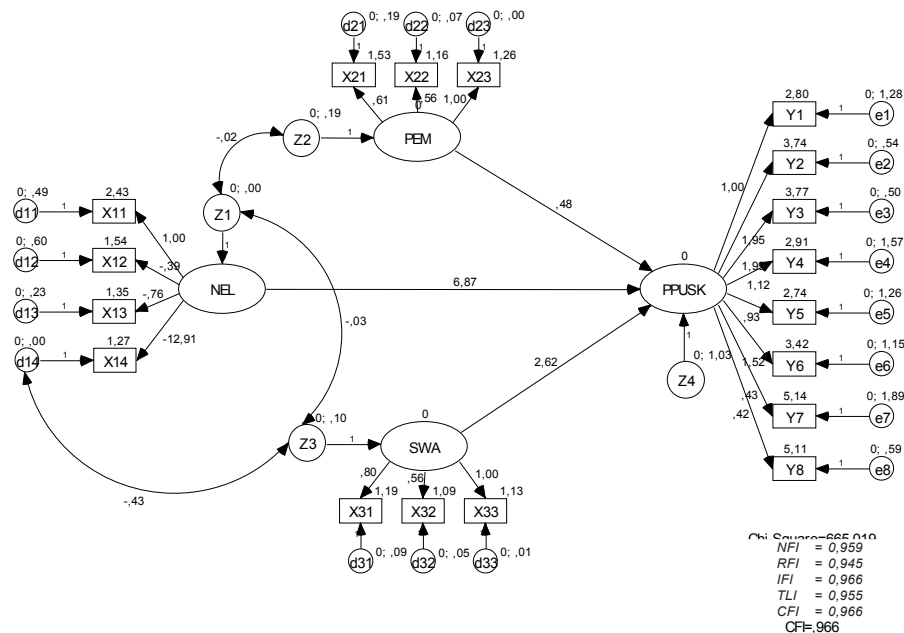 d21 0; ,19 d22 0; ,07 d23 0; ,00
1 1 1
1,53 1,16 1,26
X21 X22 X23
,61 ,56 1,00
0
PEM
0; ,19
Z2 1
-,02
0; ,00
Z1
1
NEL
0; ,49 2,43
d11 1 X11
1,00
0; ,60 1,54
d12 1 X12
-,39
0; ,23 1,35
d13 1 X13
-,76
0; ,00 1,27
d14 1 X14
-12,91
,48
6,87
2,62
-,03
-,43
0; ,10
Z3 1
0
SWA
,80 ,56 1,00
1,19 1,09 1,13
X31 X32 X33
1 1
d31 0; ,09 d32 0; ,05 d33 0; ,01
0
PPUSK
1
0; 1,03
Z4
2,80 0; 1,28
Y1 1 e1
1,00
3,74 0; ,54
Y2 1 e2
3,77 0; ,50
Y3 1 e3
1,95
2,91 0; 1,57
Y4 1 e4
1,12
2,74 0; 1,26
Y5 1 e5
,93
3,42 0; 1,15
Y6 1 e6
1,52
5,14 0; 1,89
Y7 1 e7
,43
,42
5,11 0; ,59
Y8 1 e8
Chi-Square=665,019
NFI = 0,959
RFI = 0,945
IFI = 0,966
TLI = 0,955
CFI = 0,966
CFI=,966